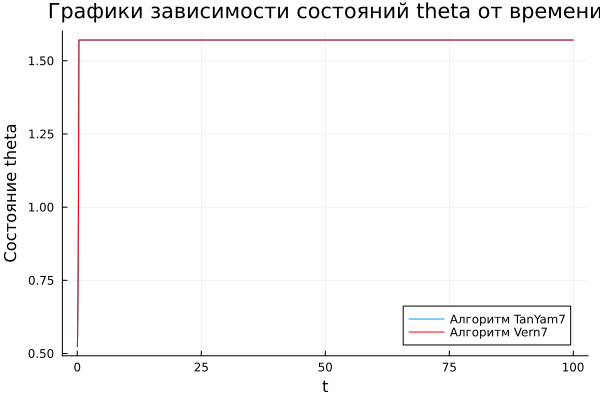 Графики зависимости состояний theta от времени
1.50
1.25
1.00
0.75
0.50
Состояние theta
Алгоритм TanYam7
Алгоритм Vern7
0
25
50
75
100
t